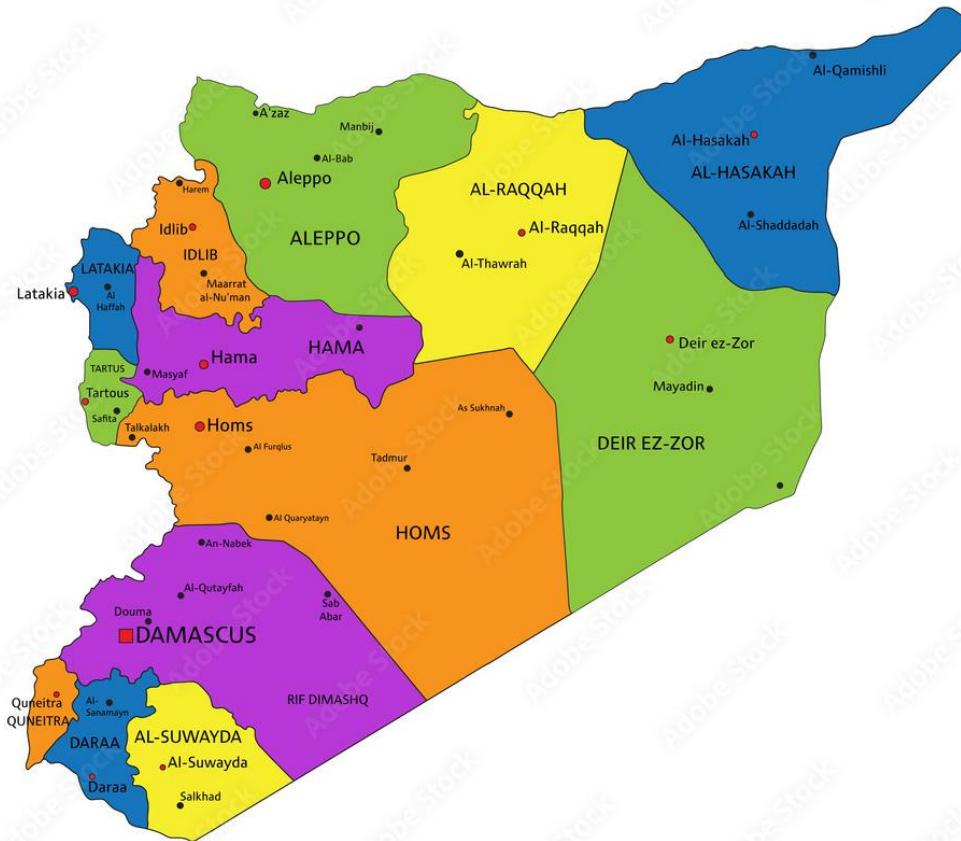 Al-Qamishli
A'zaz
Manbij
Al-Hasakah
Al-Bab
AL-HASAKAH
Aleppo
Harem
AL-RAQQAH
Al-Shaddadah
Idlib
Al-Raqqah
ALEPPO
IDLIB
Al-Thawrah
LATAKIA
Maarrat
al-Nu'man
Latakia
Al
Haffah
Deir ez-Zor
HAMA
Hama
TARTUS
Masyaf
Mayadin
Tartous
As Sukhnah
Safita
Talkalakh
Homs
DEIR EZ-ZOR
Al Furqlus
Tadmur
Al Quaryatayn
HOMS
An-Nabek
Al-Qutayfah
Sab
Abar
Douma
DAMASCUS
RIF DIMASHQ
Quneitra
QUNEITRA
Al-
Sanamayn
DARAA
AL-SUWAYDA
Al-Suwayda
Daraa
Salkhad
Adobe Stock